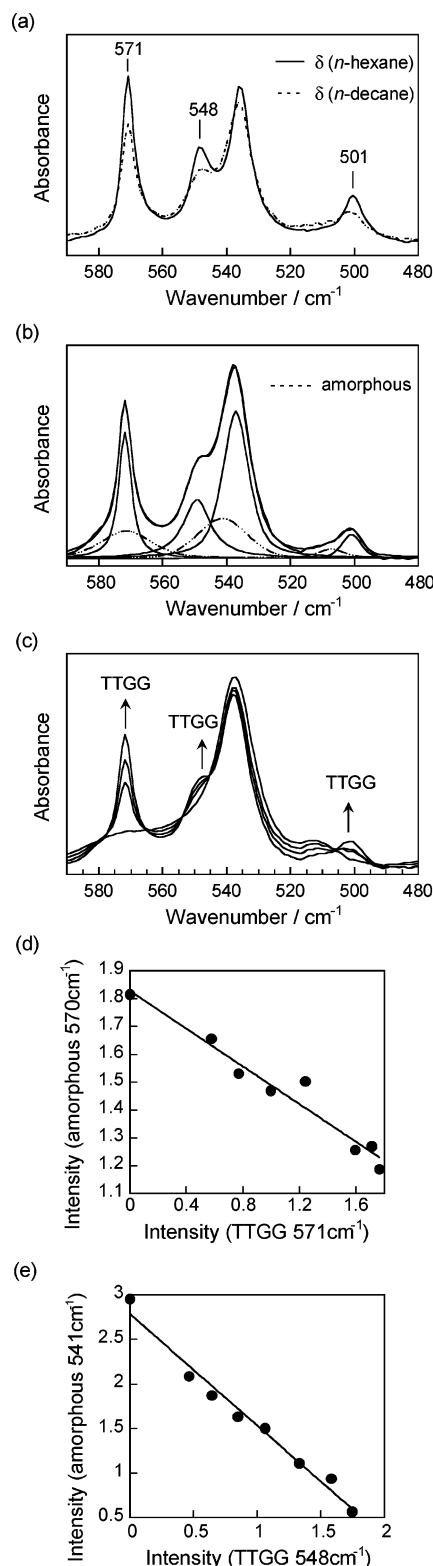 (a)
571
548
501
δ (n-hexane)
δ (n-decane)
Absorbance
580 560 540 520 500 480
Wavenumber / cm-1
(b)
amorphous
Absorbance
580 560 540 520 500 480
Wavenumber / cm-1
(c)
TTGG
TTGG
TTGG
Absorbance
580 560 540 520 500 480
Wavenumber / cm-1
(d)
1.9
1.8
1.7
1.6
1.5
1.4
1.3
1.2
1.1
Intensity (amorphous 570cm-1)
0 0.4 0.8 1.2 1.6
Intensity (TTGG 571cm-1)
(e)
3
2.5
2
1.5
1
0.5
Intensity (amorphous 541cm-1)
0 0.5 1 1.5 2
Intensity (TTGG 548cm-1)